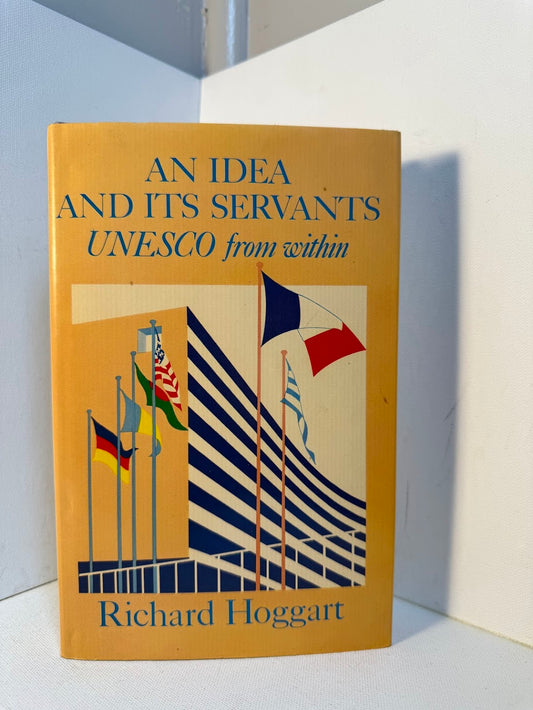 AN IDEA
AND ITS SERVANTS
UNESCO from within
Richard Hoggart